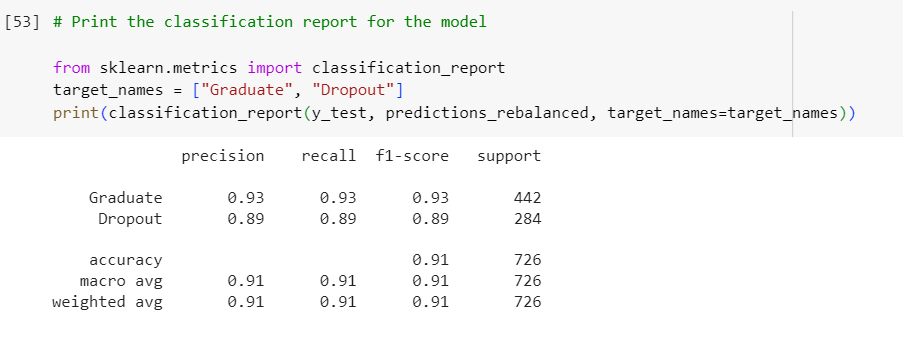 [53] # Print the classification report for the model
from sklearn.metrics import classification_report
target_names = ["Graduate", "Dropout"]
print(classification_report(y_test, predictions_rebalanced, target_names=target_names))
precision recall f1-score support
Graduate 0.93 0.93 0.93 442
Dropout 0.89 0.89 0.89 284
accuracy 0.91 726
macro avg 0.91 0.91 0.91 726
weighted avg 0.91 0.91 0.91 726